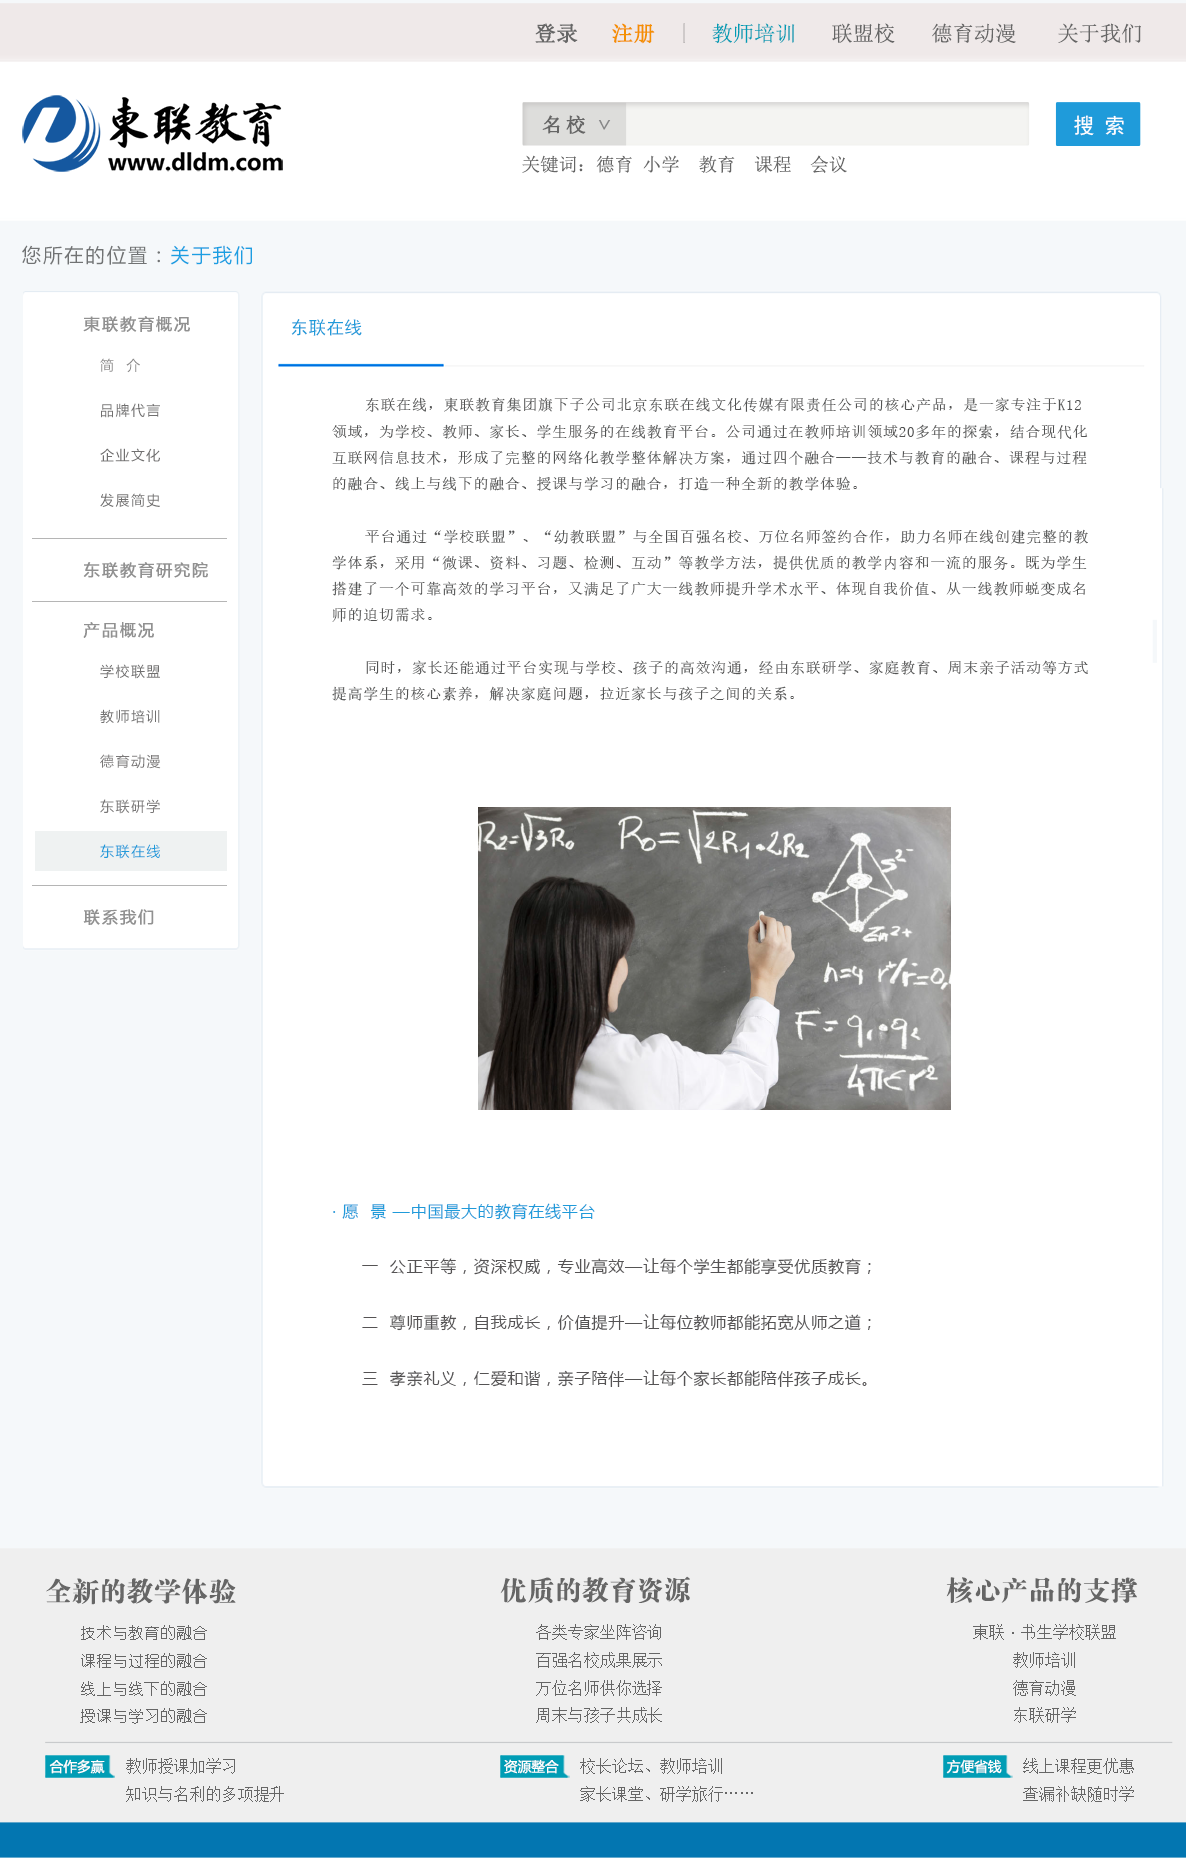 登录 注册 | 教师培训 联盟校 德育动漫 关于我们
東联教育
www.dldm.com
名校 搜 索
关键词：德育 小学 教育 课程 会议
您所在的位置：关于我们
東联教育概况
简 介
品牌代言
企业文化
发展简史
东联教育研究院
产品概况
学校联盟
教师培训
德育动漫
东联研学
东联在线
联系我们
东联在线
东联在线，東联教育集团旗下子公司北京东联在线文化传媒有限责任公司的核心产品，是一家专注于K12
领域，为学校、教师、家长、学生服务的在线教育平台。公司通过在教师培训领域20多年的探索，结合现代化
互联网信息技术，形成了完整的网络化教学整体解决方案，通过四个融合——技术与教育的融合、课程与过程
的融合、线上与线下的融合、授课与学习的融合，打造一种全新的教学体验。
平台通过“学校联盟”、“幼教联盟”与全国百强名校、万位名师签约合作，助力名师在线创建完整的教
学体系，采用“微课、资料、习题、检测、互动”等教学方法，提供优质的教学内容和一流的服务。既为学生
搭建了一个可靠高效的学习平台，又满足了广大一线教师提升学术水平、体现自我价值、从一线教师蜕变成名
师的迫切需求。
同时，家长还能通过平台实现与学校、孩子的高效沟通，经由东联研学、家庭教育、周末亲子活动等方式
提高学生的核心素养，解决家庭问题，拉近家长与孩子之间的关系。
R₂=√3R₀ R₀=√2R₁·2R₂
S²⁻
Zn²⁺
n=4 r⁺/r⁻=0,
F=q₁·q₂
4πε r²
· 愿 景 —中国最大的教育在线平台
一 公正平等，资深权威，专业高效—让每个学生都能享受优质教育；
二 尊师重教，自我成长，价值提升—让每位教师都能拓宽从师之道；
三 孝亲礼义，仁爱和谐，亲子陪伴—让每个家长都能陪伴孩子成长。
全新的教学体验
技术与教育的融合
课程与过程的融合
线上与线下的融合
授课与学习的融合
合作多赢 教师授课加学习
知识与名利的多项提升
优质的教育资源
各类专家坐阵咨询
百强名校成果展示
万位名师供你选择
周末与孩子共成长
资源整合 校长论坛、教师培训
家长课堂、研学旅行……
核心产品的支撑
東联·书生学校联盟
教师培训
德育动漫
东联研学
方便省钱 线上课程更优惠
查漏补缺随时学